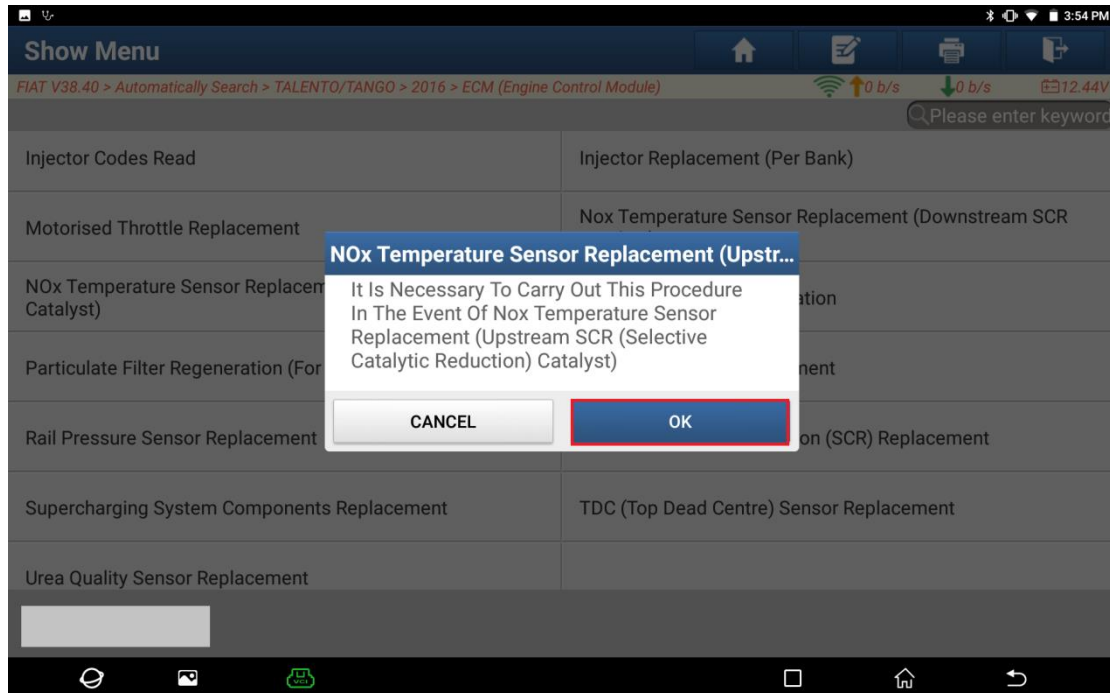 3:54 PM
Show Menu
FIAT V38.40 > Automatically Search > TALENTO/TANGO > 2016 > ECM (Engine Control Module)
0 b/s
0 b/s
12.44V
Please enter keyword
Injector Codes Read
Injector Replacement (Per Bank)
Motorised Throttle Replacement
Nox Temperature Sensor Replacement (Downstream SCR
NOx Temperature Sensor Replacem
Catalyst)
ation
Particulate Filter Regeneration (For
ment
Rail Pressure Sensor Replacement
on (SCR) Replacement
Supercharging System Components Replacement
TDC (Top Dead Centre) Sensor Replacement
Urea Quality Sensor Replacement
NOx Temperature Sensor Replacement (Upstr...
It Is Necessary To Carry Out This Procedure
In The Event Of Nox Temperature Sensor
Replacement (Upstream SCR (Selective
Catalytic Reduction) Catalyst)
CANCEL
OK
VCI